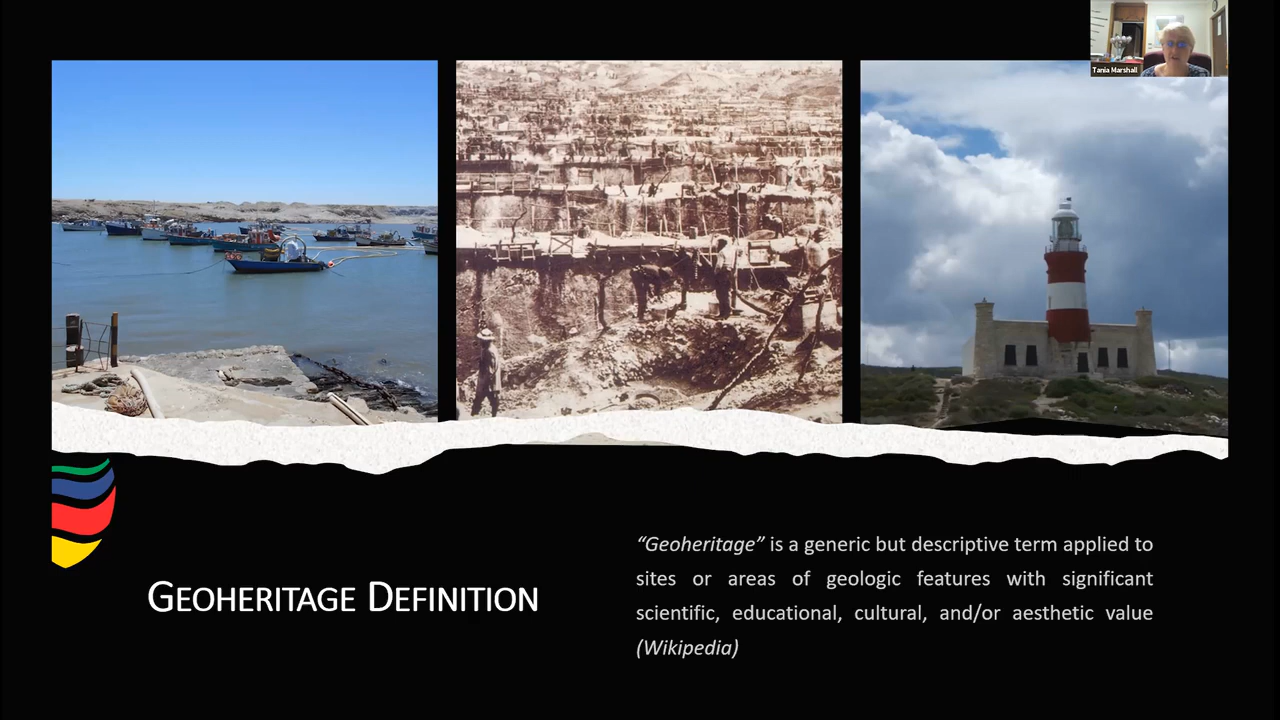 Tania Marshall
GEOHERITAGE DEFINITION
“Geoheritage” is a generic but descriptive term applied to
sites or areas of geologic features with significant
scientific, educational, cultural, and/or aesthetic value
(Wikipedia)